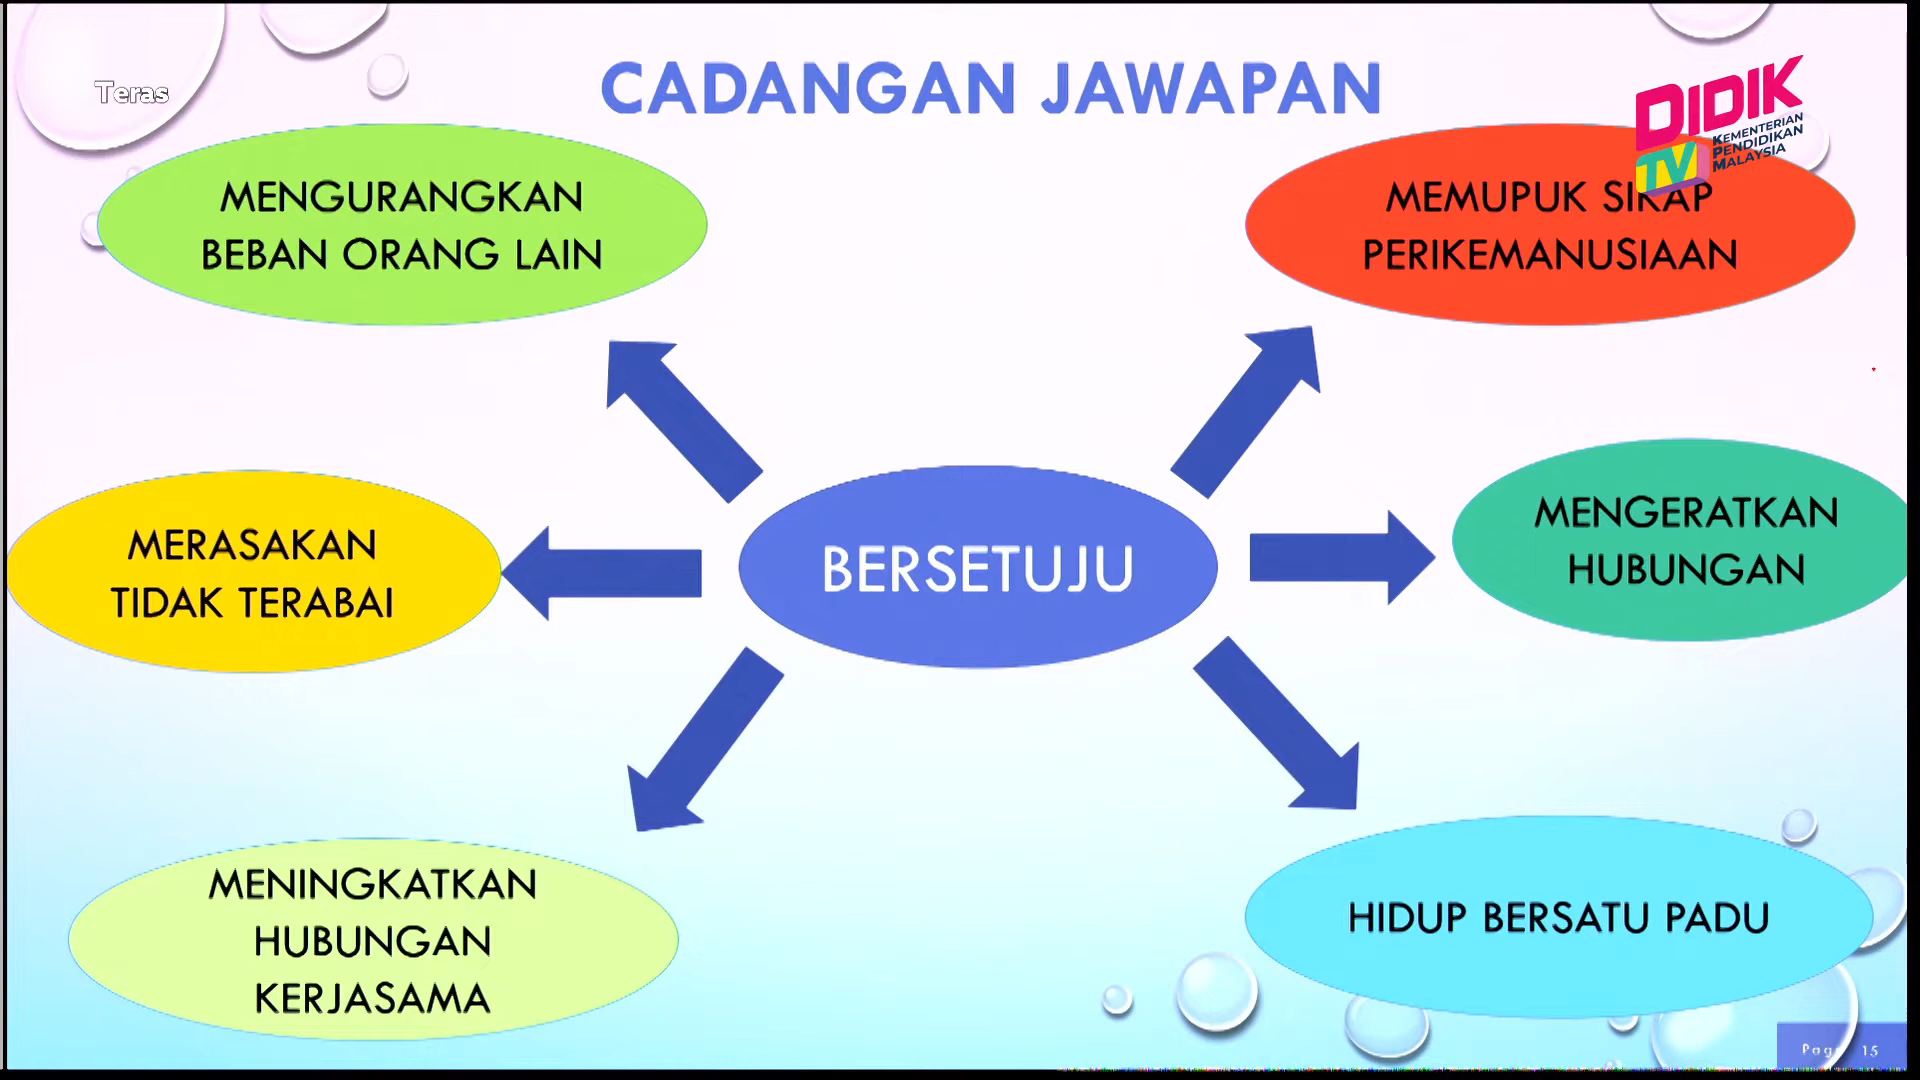 Teras
CADANGAN JAWAPAN
DIDIK
TV
KEMENTERIAN
PENDIDIKAN
MALAYSIA
MENGURANGKAN
BEBAN ORANG LAIN
MEMUPUK SIKAP
PERIKEMANUSIAAN
MERASAKAN
TIDAK TERABAI
BERSETUJU
MENGERATKAN
HUBUNGAN
MENINGKATKAN
HUBUNGAN
KERJASAMA
HIDUP BERSATU PADU
Page 15